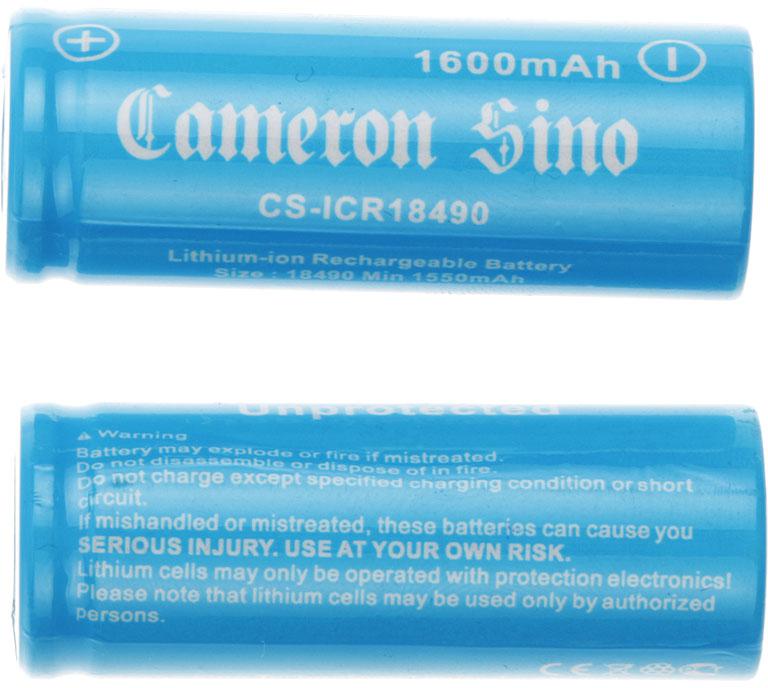 1600mAh
Cameron Sino
CS-ICR18490
Lithium-ion Rechargeable Battery
Size : 18490 Min 1550mAh
Unprotected
Warning
Battery may explode or fire if mistreated.
Do not disassemble or dispose of in fire.
Do not charge except specified charging condition or short
circuit.
If mishandled or mistreated, these batteries can cause you
SERIOUS INJURY. USE AT YOUR OWN RISK.
Lithium cells may only be operated with protection electronics!
Please note that lithium cells may be used only by authorized
persons.
CE